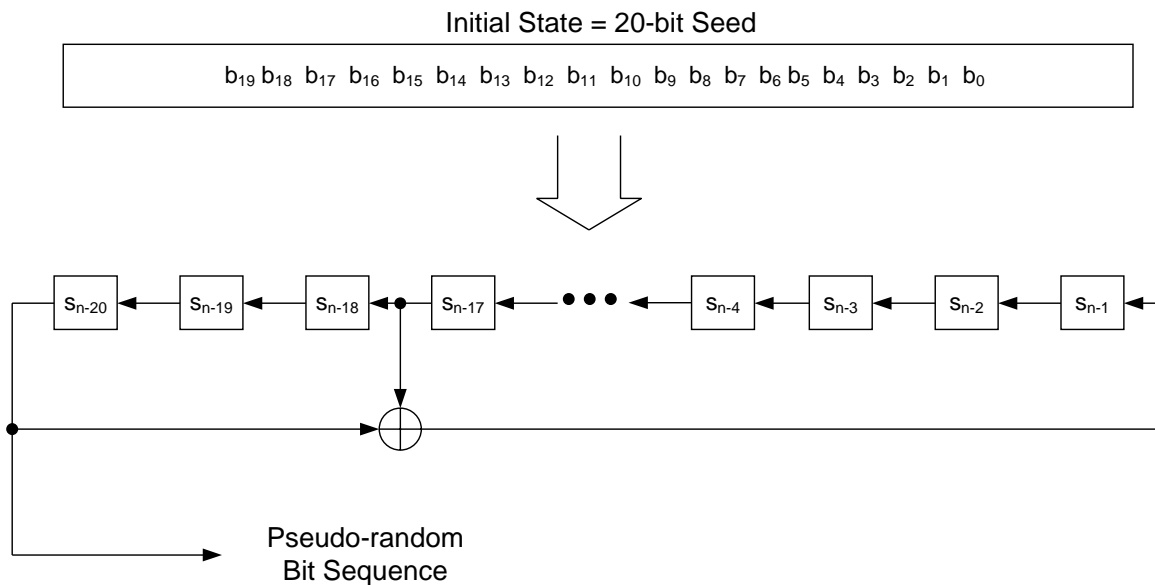 Initial State = 20-bit Seed
b₁₉ b₁₈ b₁₇ b₁₆ b₁₅ b₁₄ b₁₃ b₁₂ b₁₁ b₁₀ b₉ b₈ b₇ b₆ b₅ b₄ b₃ b₂ b₁ b₀
sₙ₋₂₀ sₙ₋₁₉ sₙ₋₁₈ sₙ₋₁₇ ••• sₙ₋₄ sₙ₋₃ sₙ₋₂ sₙ₋₁
Pseudo-random
Bit Sequence